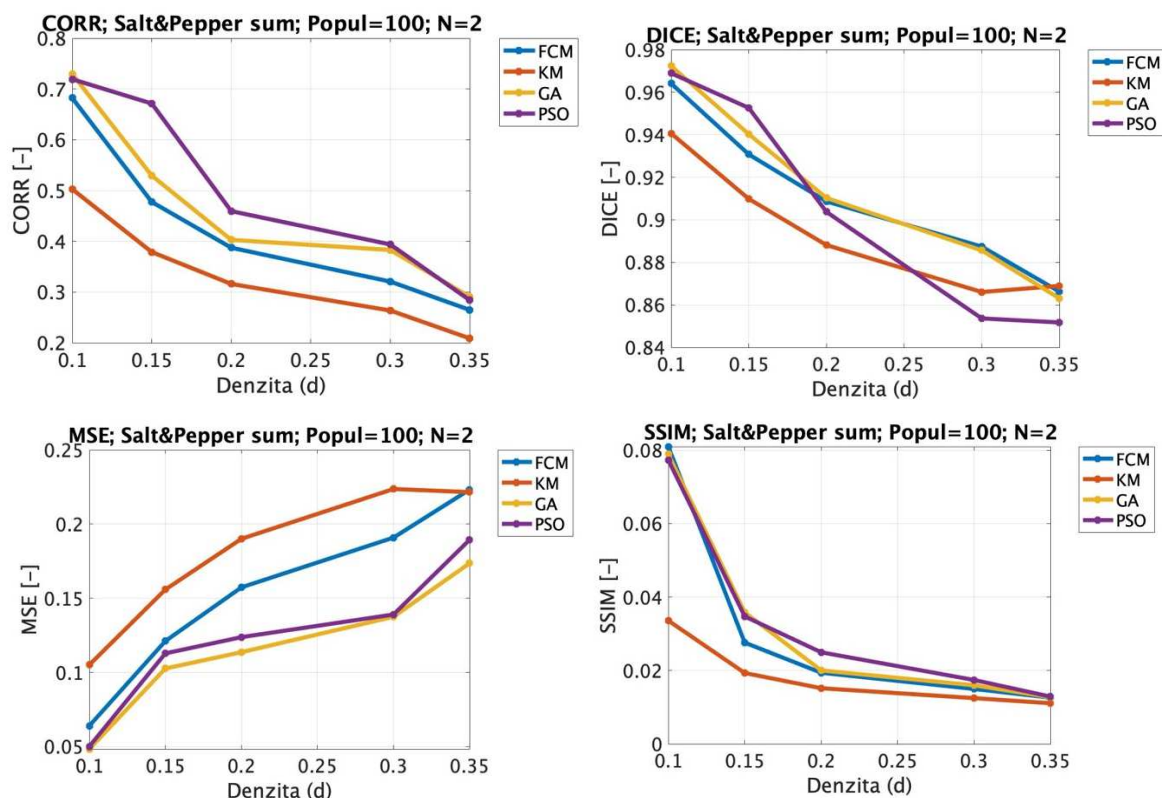 CORR; Salt&Pepper sum; Popul=100; N=2
0.8
0.7
0.6
0.5
0.4
0.3
0.2
CORR [-]
0.1 0.15 0.2 0.25 0.3 0.35
Denzita (d)
FCM
KM
GA
PSO
DICE; Salt&Pepper sum; Popul=100; N=2
0.98
0.96
0.94
0.92
0.9
0.88
0.86
0.84
DICE [-]
0.1 0.15 0.2 0.25 0.3 0.35
Denzita (d)
FCM
KM
GA
PSO
MSE; Salt&Pepper sum; Popul=100; N=2
0.25
0.2
0.15
0.1
0.05
MSE [-]
0.1 0.15 0.2 0.25 0.3 0.35
Denzita (d)
FCM
KM
GA
PSO
SSIM; Salt&Pepper sum; Popul=100; N=2
0.08
0.06
0.04
0.02
0
SSIM [-]
0.1 0.15 0.2 0.25 0.3 0.35
Denzita (d)
FCM
KM
GA
PSO